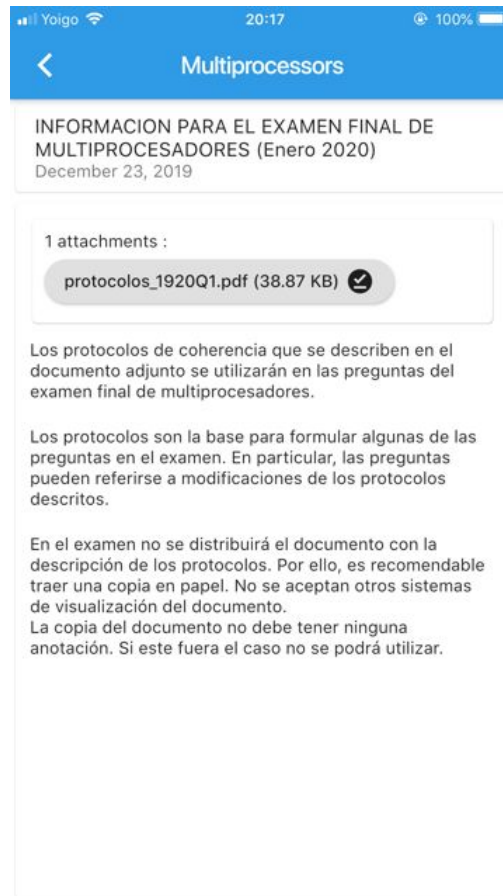 Yoigo 20:17 100%
Multiprocessors
INFORMACION PARA EL EXAMEN FINAL DE
MULTIPROCESADORES (Enero 2020)
December 23, 2019
1 attachments :
protocolos_1920Q1.pdf (38.87 KB)
Los protocolos de coherencia que se describen en el
documento adjunto se utilizarán en las preguntas del
examen final de multiprocesadores.
Los protocolos son la base para formular algunas de las
preguntas en el examen. En particular, las preguntas
pueden referirse a modificaciones de los protocolos
descritos.
En el examen no se distribuirá el documento con la
descripción de los protocolos. Por ello, es recomendable
traer una copia en papel. No se aceptan otros sistemas
de visualización del documento.
La copia del documento no debe tener ninguna
anotación. Si este fuera el caso no se podrá utilizar.